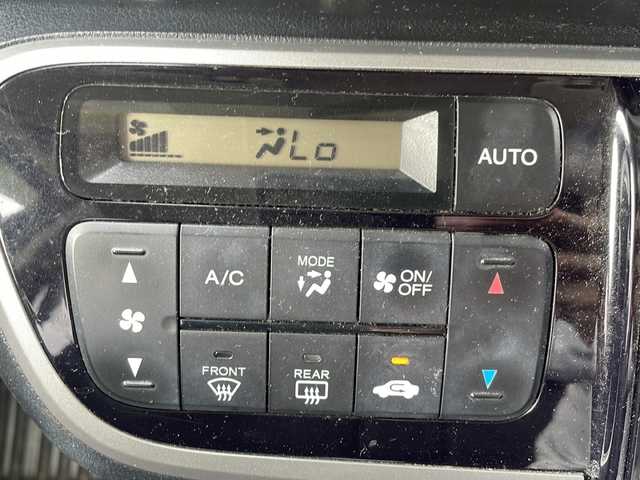 Lo
AUTO
A/C
MODE
ON/
OFF
FRONT
REAR